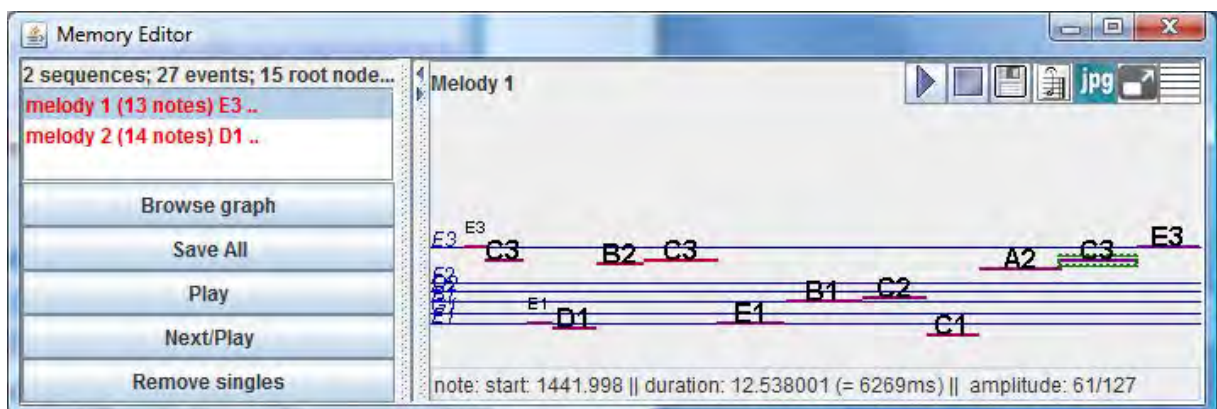 Memory Editor
2 sequences; 27 events; 15 root node...
melody 1 (13 notes) E3 ..
melody 2 (14 notes) D1 ..
Browse graph
Save All
Play
Next/Play
Remove singles
Melody 1
jpg
E3 E3 C3 B2 C3 A2 C3 E3
B1 C2
E1 D1 E1 C1
note: start: 1441.998 || duration: 12.538001 (= 6269ms) || amplitude: 61/127